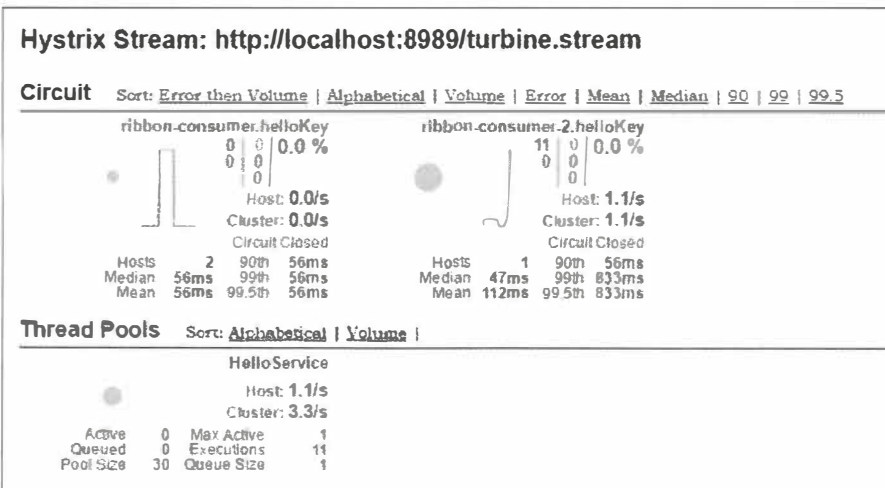 Hystrix Stream: http://localhost:8989/turbine.stream
Circuit Sort: Error then Volume | Alphabetical | Volume | Error | Mean | Median | 90 | 99 | 99.5
ribbon-consumer.helloKey
0 | 0 | 0.0 %
0 | 0
0
Host: 0.0/s
Cluster: 0.0/s
Circuit Closed
Hosts 2 90th 56ms
Median 56ms 99th 56ms
Mean 56ms 99.5th 56ms
ribbon-consumer-2.helloKey
11 | 0 | 0.0 %
0 | 0
0
Host: 1.1/s
Cluster: 1.1/s
Circuit Closed
Hosts 1 90th 56ms
Median 47ms 99th 833ms
Mean 112ms 99.5th 833ms
Thread Pools Sort: Alphabetical | Volume |
HelloService
Host: 1.1/s
Cluster: 3.3/s
Active 0 Max Active 1
Queued 0 Executions 11
Pool Size 30 Queue Size 1